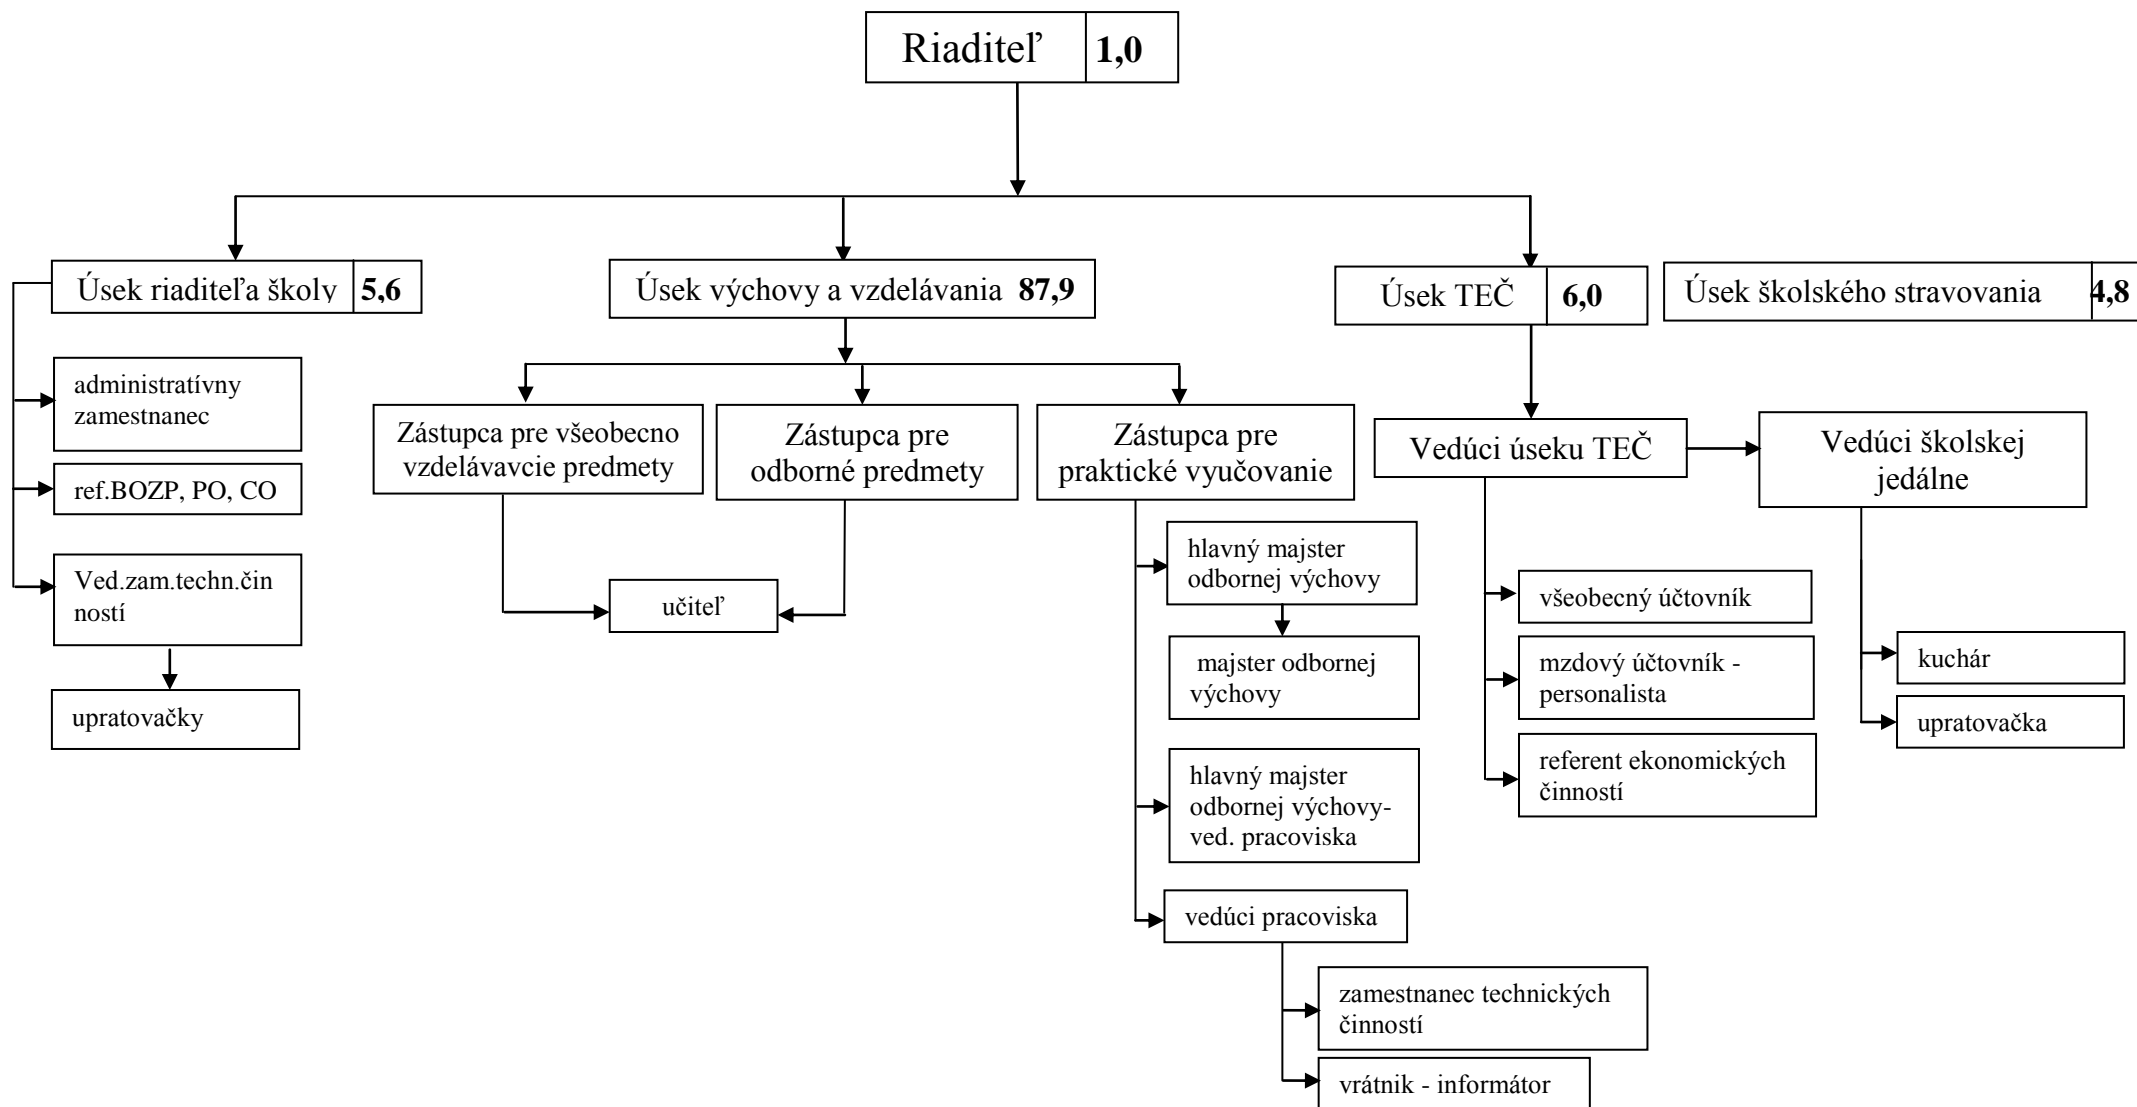 Riaditeľ 1,0
Úsek riaditeľa školy 5,6
Úsek výchovy a vzdelávania 87,9
Úsek TEČ 6,0
Úsek školského stravovania 4,8
administratívny
zamestnanec
ref.BOZP, PO, CO
Ved.zam.techn.čin
ností
upratovačky
Zástupca pre všeobecno
vzdelávavcie predmety
Zástupca pre
odborné predmety
učiteľ
Zástupca pre
praktické vyučovanie
hlavný majster
odbornej výchovy
majster odbornej
výchovy
hlavný majster
odbornej výchovy-
ved. pracoviska
vedúci pracoviska
zamestnanec technických
činností
vrátnik - informátor
Vedúci úseku TEČ
všeobecný účtovník
mzdový účtovník -
personalista
referent ekonomických
činností
Vedúci školskej
jedálne
kuchár
upratovačka